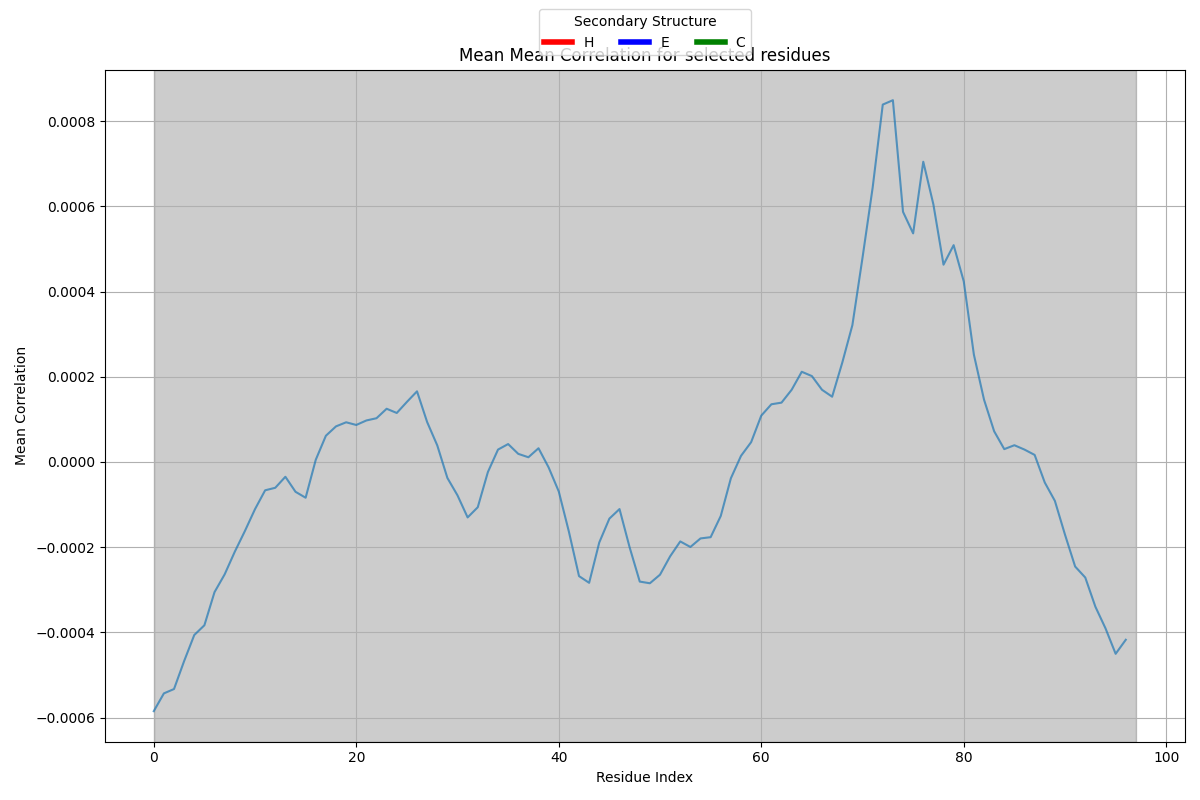 Secondary Structure
H E C
Mean Mean Correlation for selected residues
0.0008
0.0006
0.0004
0.0002
0.0000
−0.0002
−0.0004
−0.0006
Mean Correlation
0 20 40 60 80 100
Residue Index